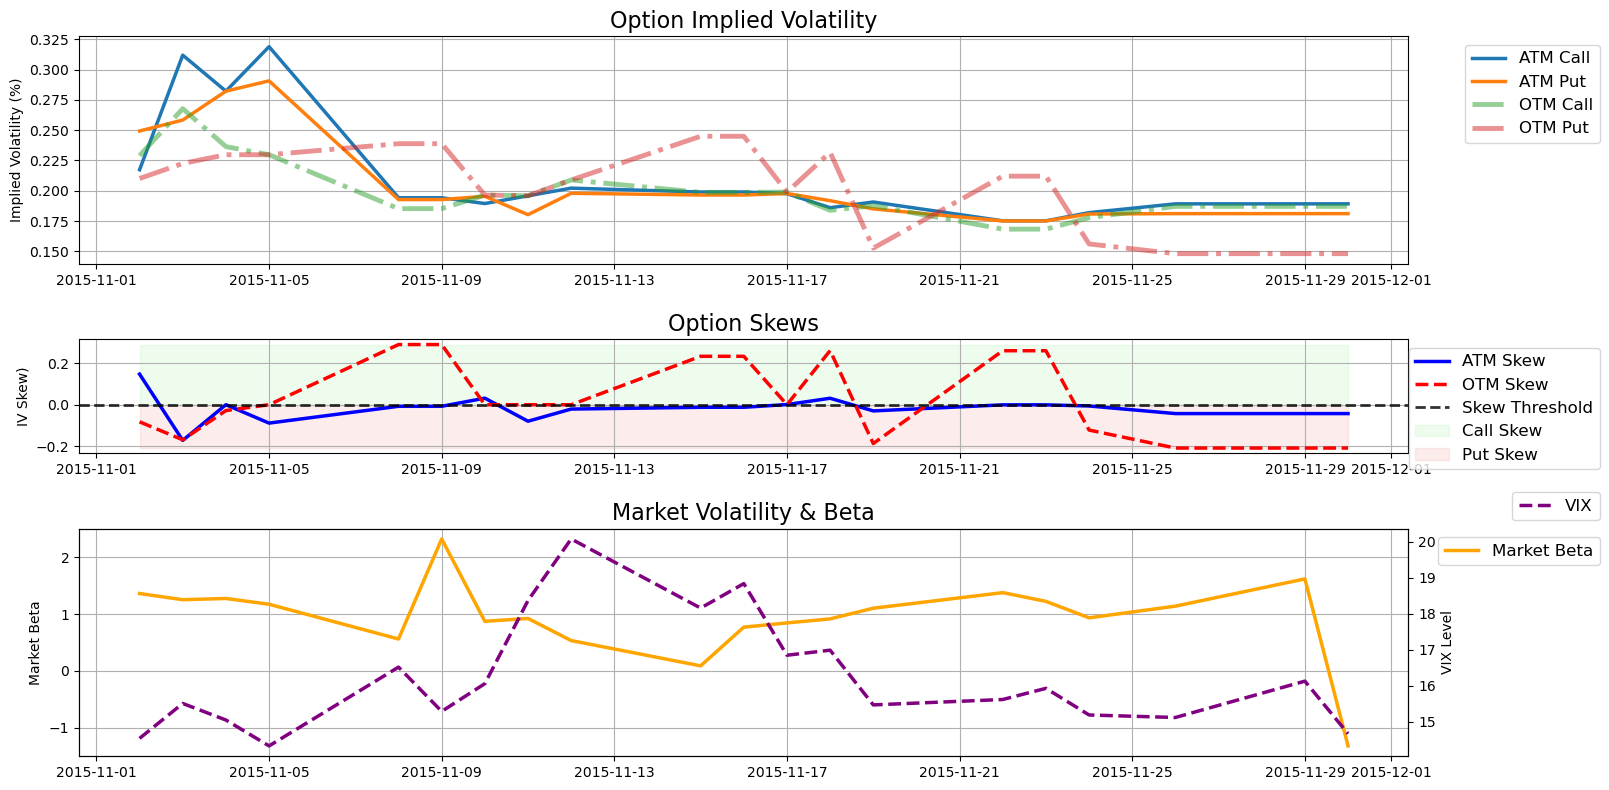 Option Implied Volatility
Implied Volatility (%)
0.325
0.300
0.275
0.250
0.225
0.200
0.175
0.150
2015-11-01 2015-11-05 2015-11-09 2015-11-13 2015-11-17 2015-11-21 2015-11-25 2015-11-29 2015-12-01
ATM Call
ATM Put
OTM Call
OTM Put
Option Skews
IV Skew)
0.2
0.0
−0.2
2015-11-01 2015-11-05 2015-11-09 2015-11-13 2015-11-17 2015-11-21 2015-11-25 2015-11-29 2015-12-01
ATM Skew
OTM Skew
Skew Threshold
Call Skew
Put Skew
Market Volatility & Beta
Market Beta
2
1
0
−1
2015-11-01 2015-11-05 2015-11-09 2015-11-13 2015-11-17 2015-11-21 2015-11-25 2015-11-29 2015-12-01
VIX
Market Beta
20
19
18
17
16
15
VIX Level